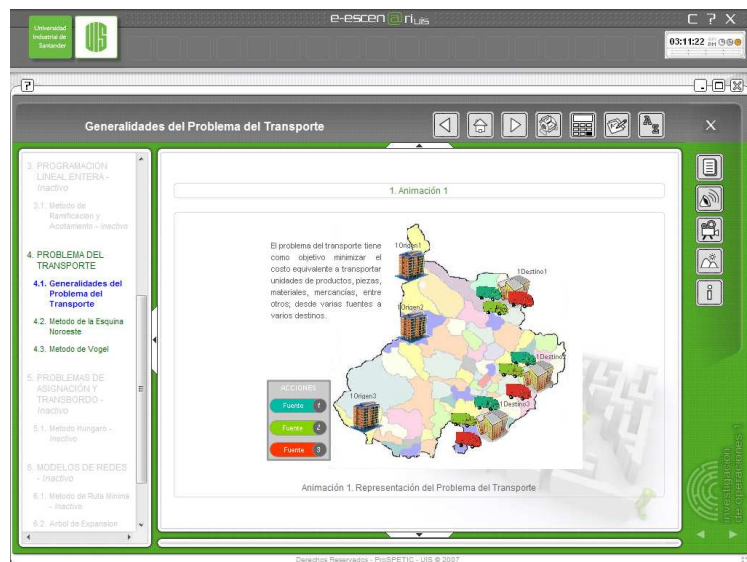 Universidad
Industrial de
Santander
UIS
e-escen@ri uis
C ? X
03:11:22 PM
?
Generalidades del Problema del Transporte
X
3. PROGRAMACION
LINEAL ENTERA -
Inactivo
3.1. Metodo de
Ramificacion y
Acotamiento - Inactivo
4. PROBLEMA DEL
TRANSPORTE
4.1. Generalidades del
Problema del
Transporte
4.2. Metodo de la Esquina
Noroeste
4.3. Metodo de Vogel
5. PROBLEMAS DE
ASIGNACIÓN Y
TRANSBORDO -
Inactivo
5.1. Metodo Hungaro -
Inactivo
6. MODELOS DE REDES
- Inactivo
6.1. Metodo de Ruta Minima
- Inactivo
6.2. Arbol de Expansion
1. Animación 1
El problema del transporte tiene
como objetivo minimizar el
costo equivalente a transportar
unidades de productos, piezas,
materiales, mercancías, entre
otros; desde varias fuentes a
varios destinos.
1Origen1
1Destino1
1Origen2
1Destino2
1Origen3
1Destino3
ACCIONES
Fuente 1
Fuente 2
Fuente 3
Animación 1. Representación del Problema del Transporte
investigación
de operaciones 1
Derechos Reservados - ProSPETIC - UIS © 2007